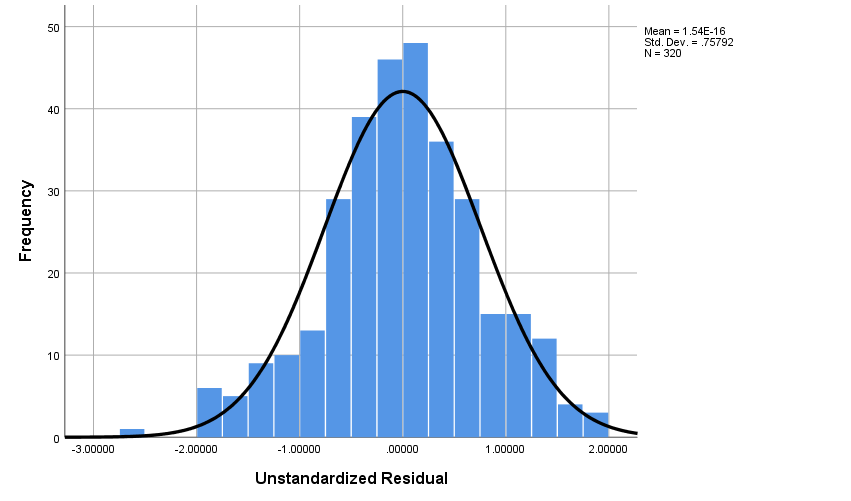 Mean = 1.54E-16
Std. Dev. = .75792
N = 320
50
40
30
20
10
0
Frequency
-3.00000 -2.00000 -1.00000 .00000 1.00000 2.00000
Unstandardized Residual